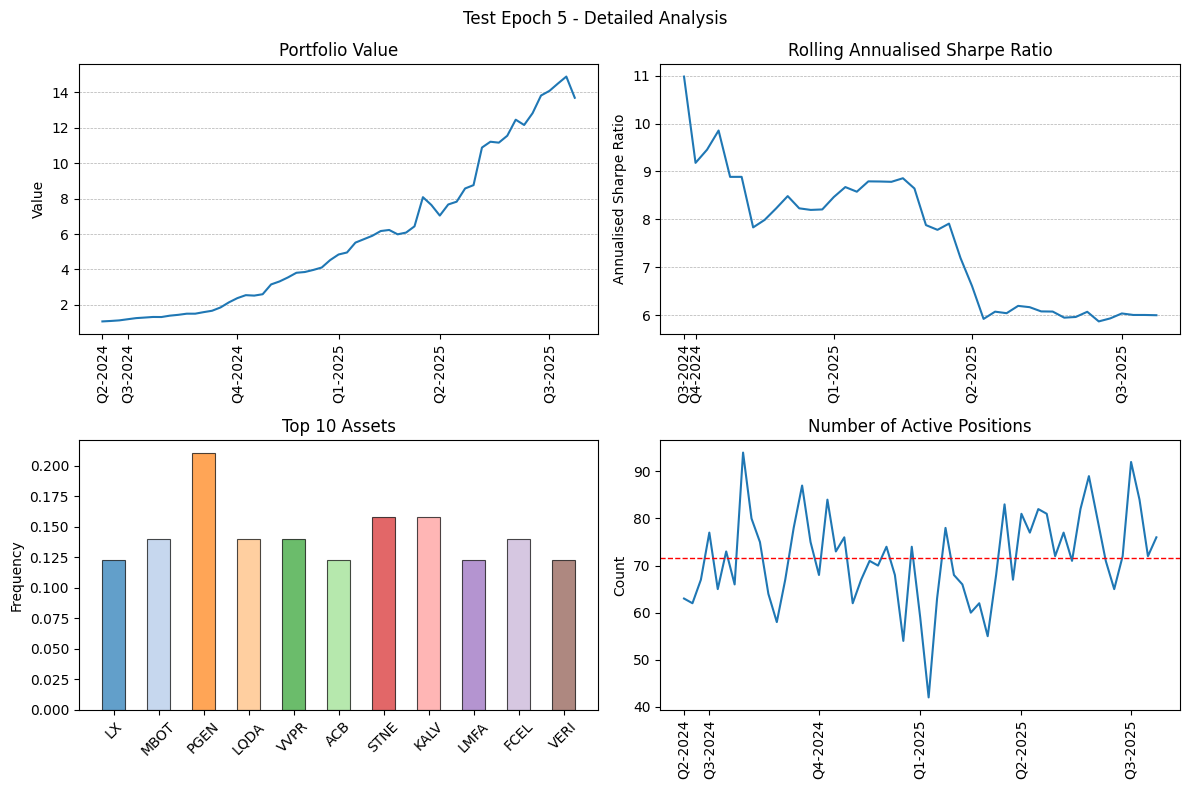 Test Epoch 5 - Detailed Analysis
Portfolio Value
Value
14
12
10
8
6
4
2
Q2-2024
Q3-2024
Q4-2024
Q1-2025
Q2-2025
Q3-2025
Rolling Annualised Sharpe Ratio
Annualised Sharpe Ratio
11
10
9
8
7
6
Q3-2024
Q4-2024
Q1-2025
Q2-2025
Q3-2025
Top 10 Assets
Frequency
0.200
0.175
0.150
0.125
0.100
0.075
0.050
0.025
0.000
LX
MBOT
PGEN
LQDA
VVPR
ACB
STNE
KALV
LMFA
FCEL
VERI
Number of Active Positions
Count
90
80
70
60
50
40
Q2-2024
Q3-2024
Q4-2024
Q1-2025
Q2-2025
Q3-2025